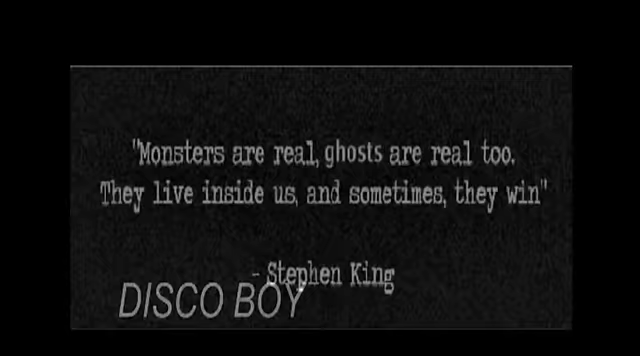 "Monsters are real, ghosts are real too.
They live inside us, and sometimes, they win"
- Stephen King
DISCO BOY